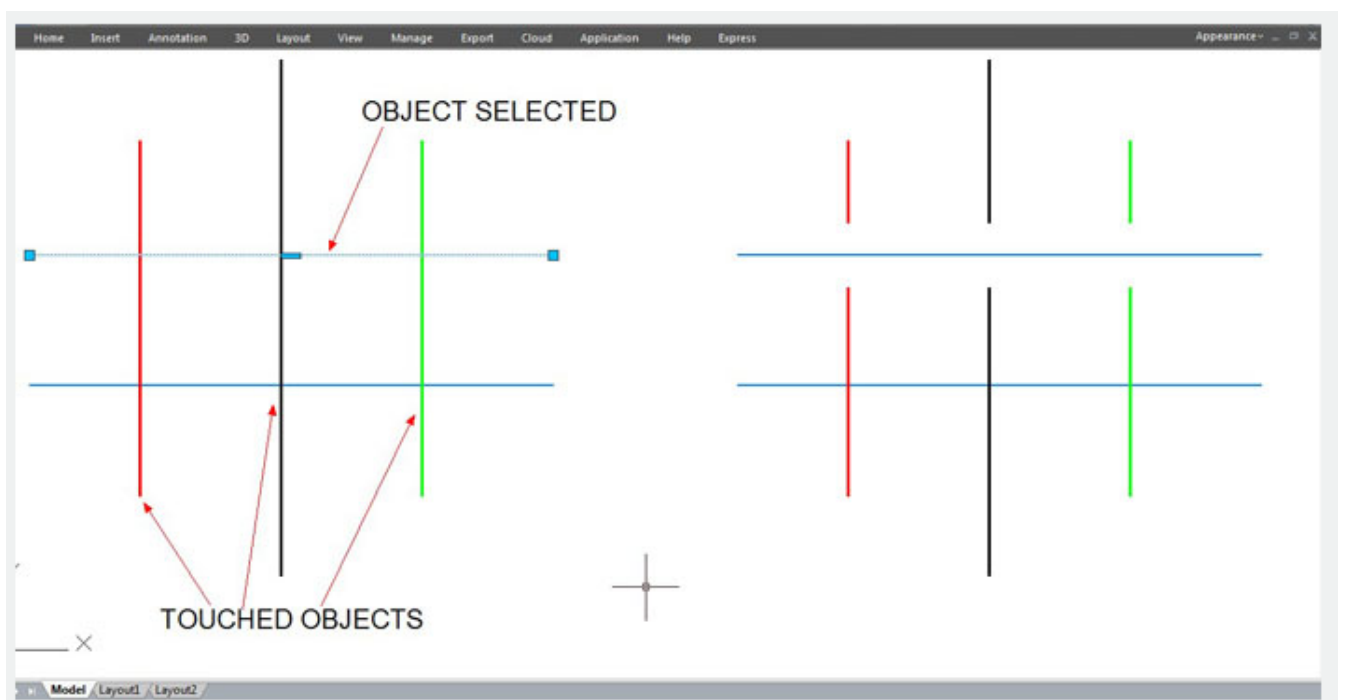 Home Insert Annotation 3D Layout View Manage Export Cloud Application Help Express Appearance
OBJECT SELECTED
TOUCHED OBJECTS
Model Layout1 Layout2